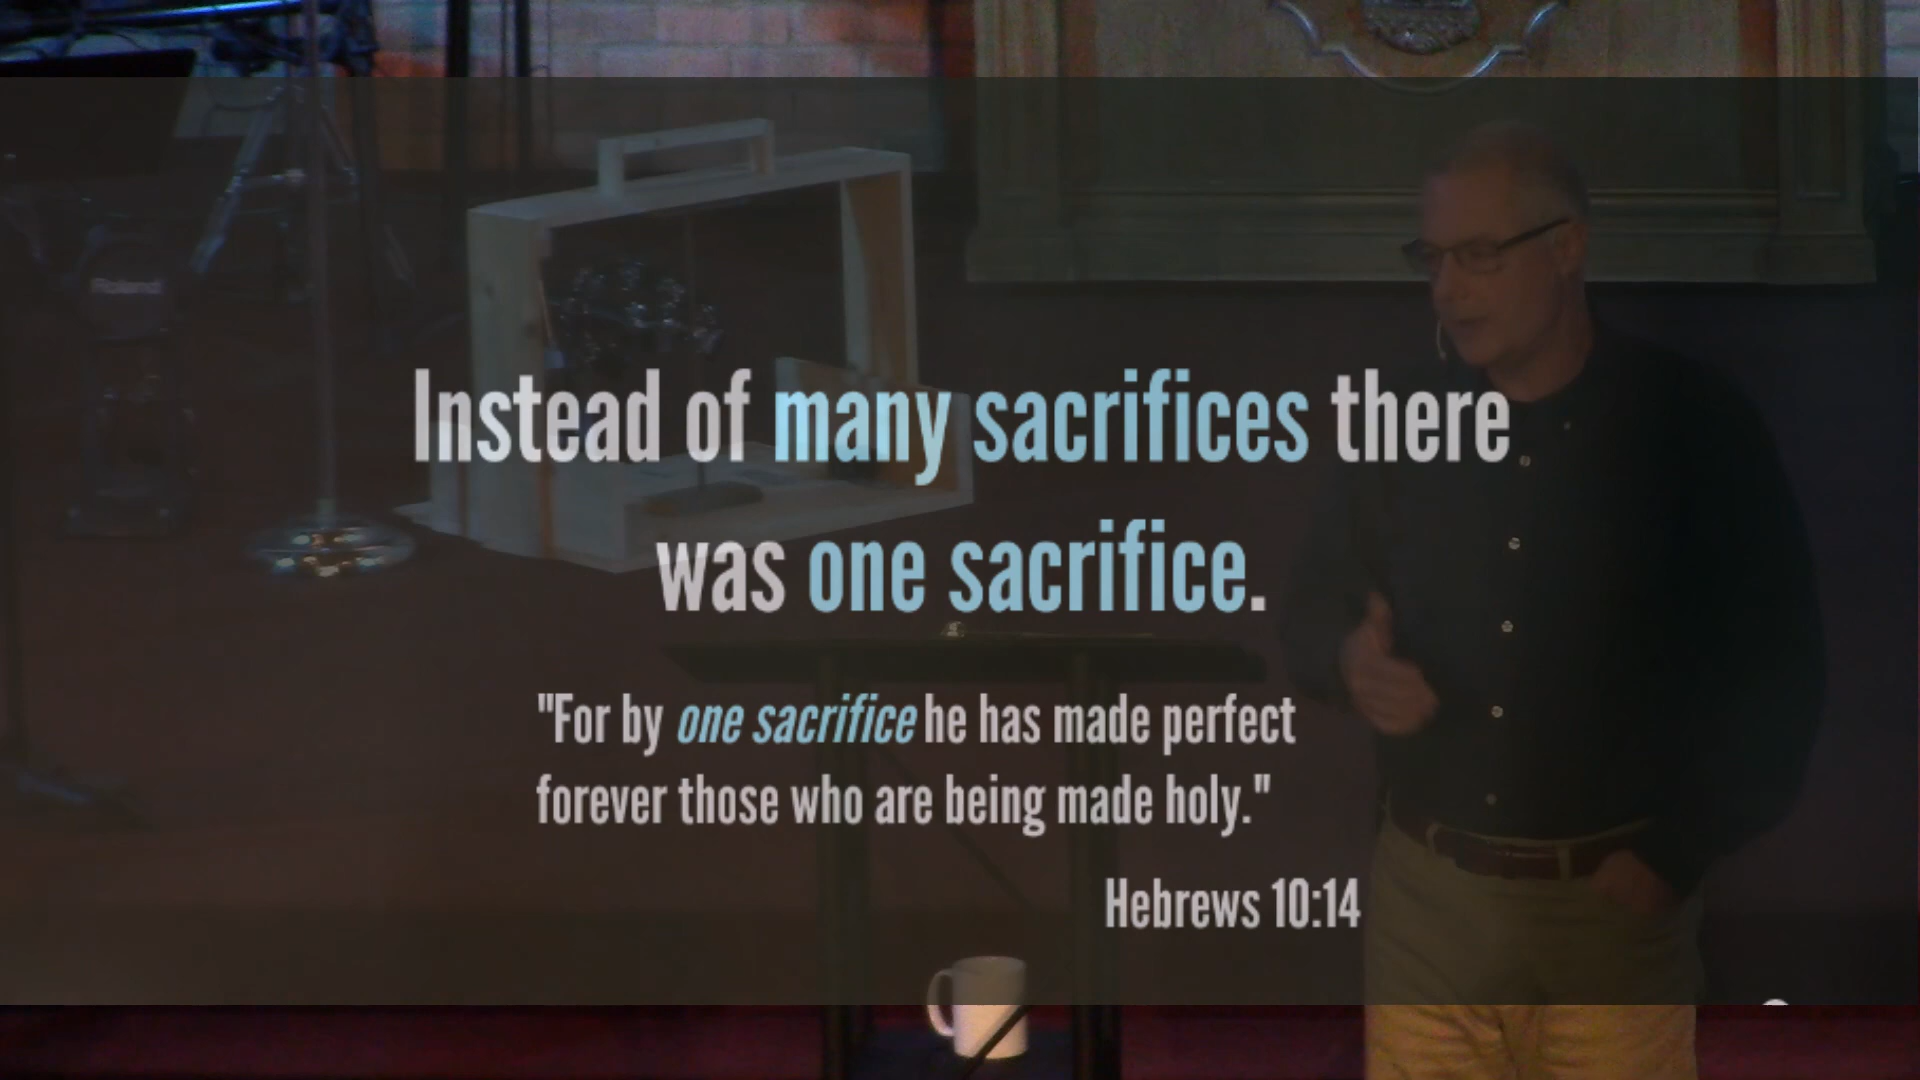 Roland
Instead of many sacrifices there
was one sacrifice.
"For by one sacrifice he has made perfect
forever those who are being made holy."
Hebrews 10:14